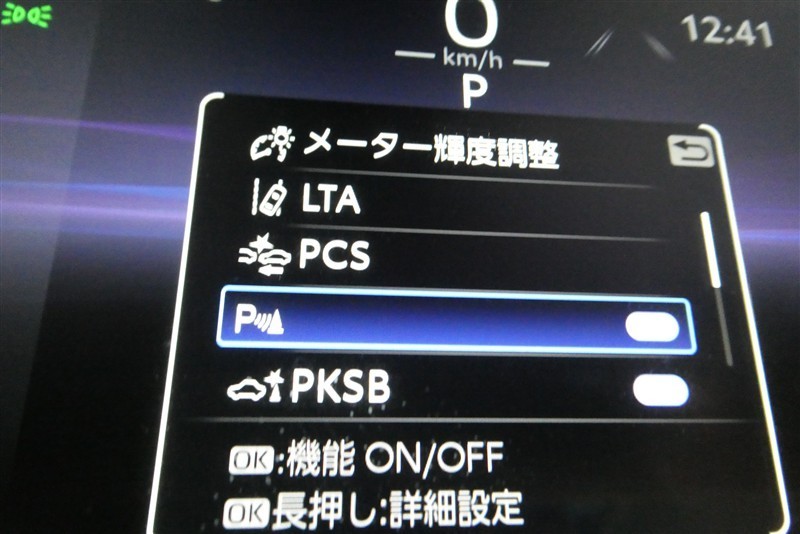 0
12:41
km/h
P
メーター輝度調整
LTA
PCS
P
PKSB
OK:機能 ON/OFF
OK長押し:詳細設定